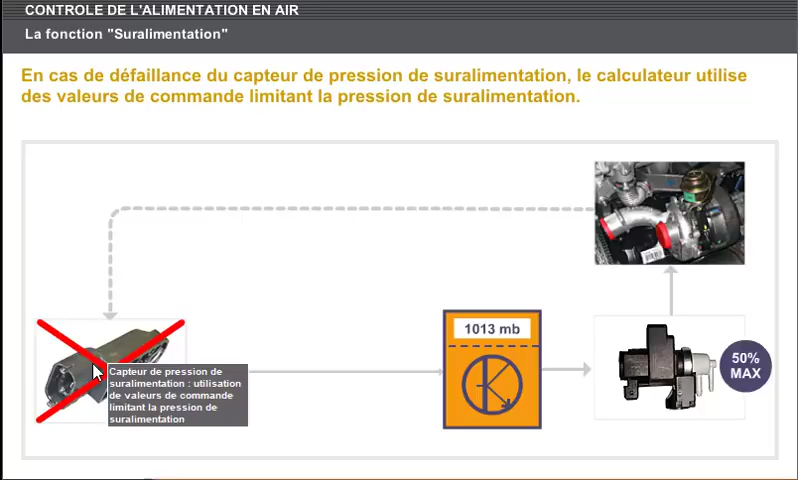 CONTROLE DE L'ALIMENTATION EN AIR
La fonction "Suralimentation"
En cas de défaillance du capteur de pression de suralimentation, le calculateur utilise
des valeurs de commande limitant la pression de suralimentation.
1013 mb
50%
MAX
Capteur de pression de
suralimentation : utilisation
de valeurs de commande
limitant la pression de
suralimentation